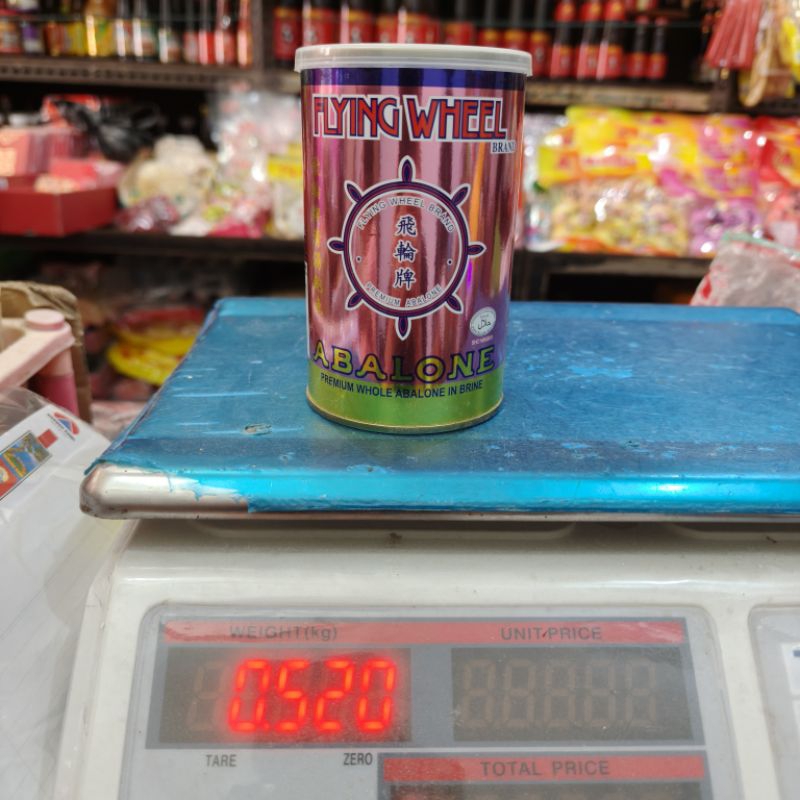 FLYING WHEEL
BRAND
FLYING WHEEL BRAND
飛
輪
牌
PREMIUM ABALONE
ABALONE
PREMIUM WHOLE ABALONE IN BRINE
WEIGHT(kg)
UNIT PRICE
0.520
TARE
ZERO
TOTAL PRICE